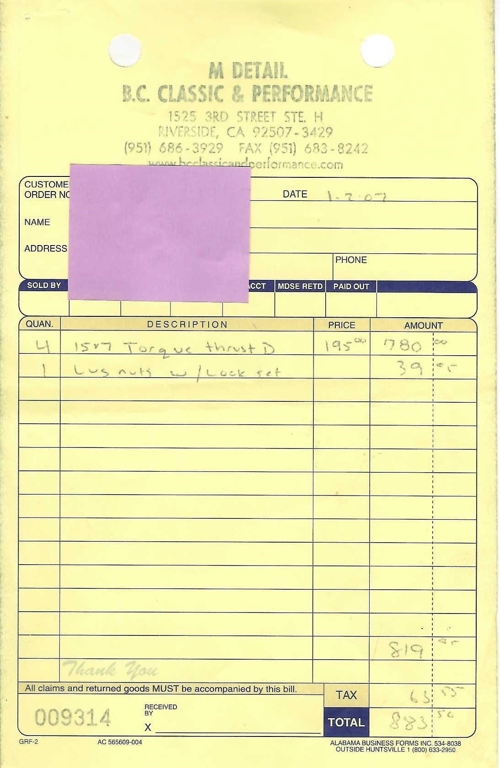 M DETAIL
B.C. CLASSIC & PERFORMANCE
1525 3RD STREET STE. H
RIVERSIDE, CA 92507-3429
(951) 686-3929 FAX (951) 683-8242
www.bcclassicandperformance.com
CUSTOME
ORDER NO DATE 1-2-07
NAME
ADDRESS
PHONE
SOLD BY ACCT MDSE RETD PAID OUT
QUAN. DESCRIPTION PRICE AMOUNT
4 15x7 Torque thrust D 195 00 780 00
1 Lug nuts w/Lock set 39 95
819 95
Thank You
All claims and returned goods MUST be accompanied by this bill.
TAX 63 55
009314 RECEIVED
BY
X
TOTAL 883 50
GRF-2 AC 565609-004 ALABAMA BUSINESS FORMS INC. 534-8038
OUTSIDE HUNTSVILLE 1 (800) 633-2950